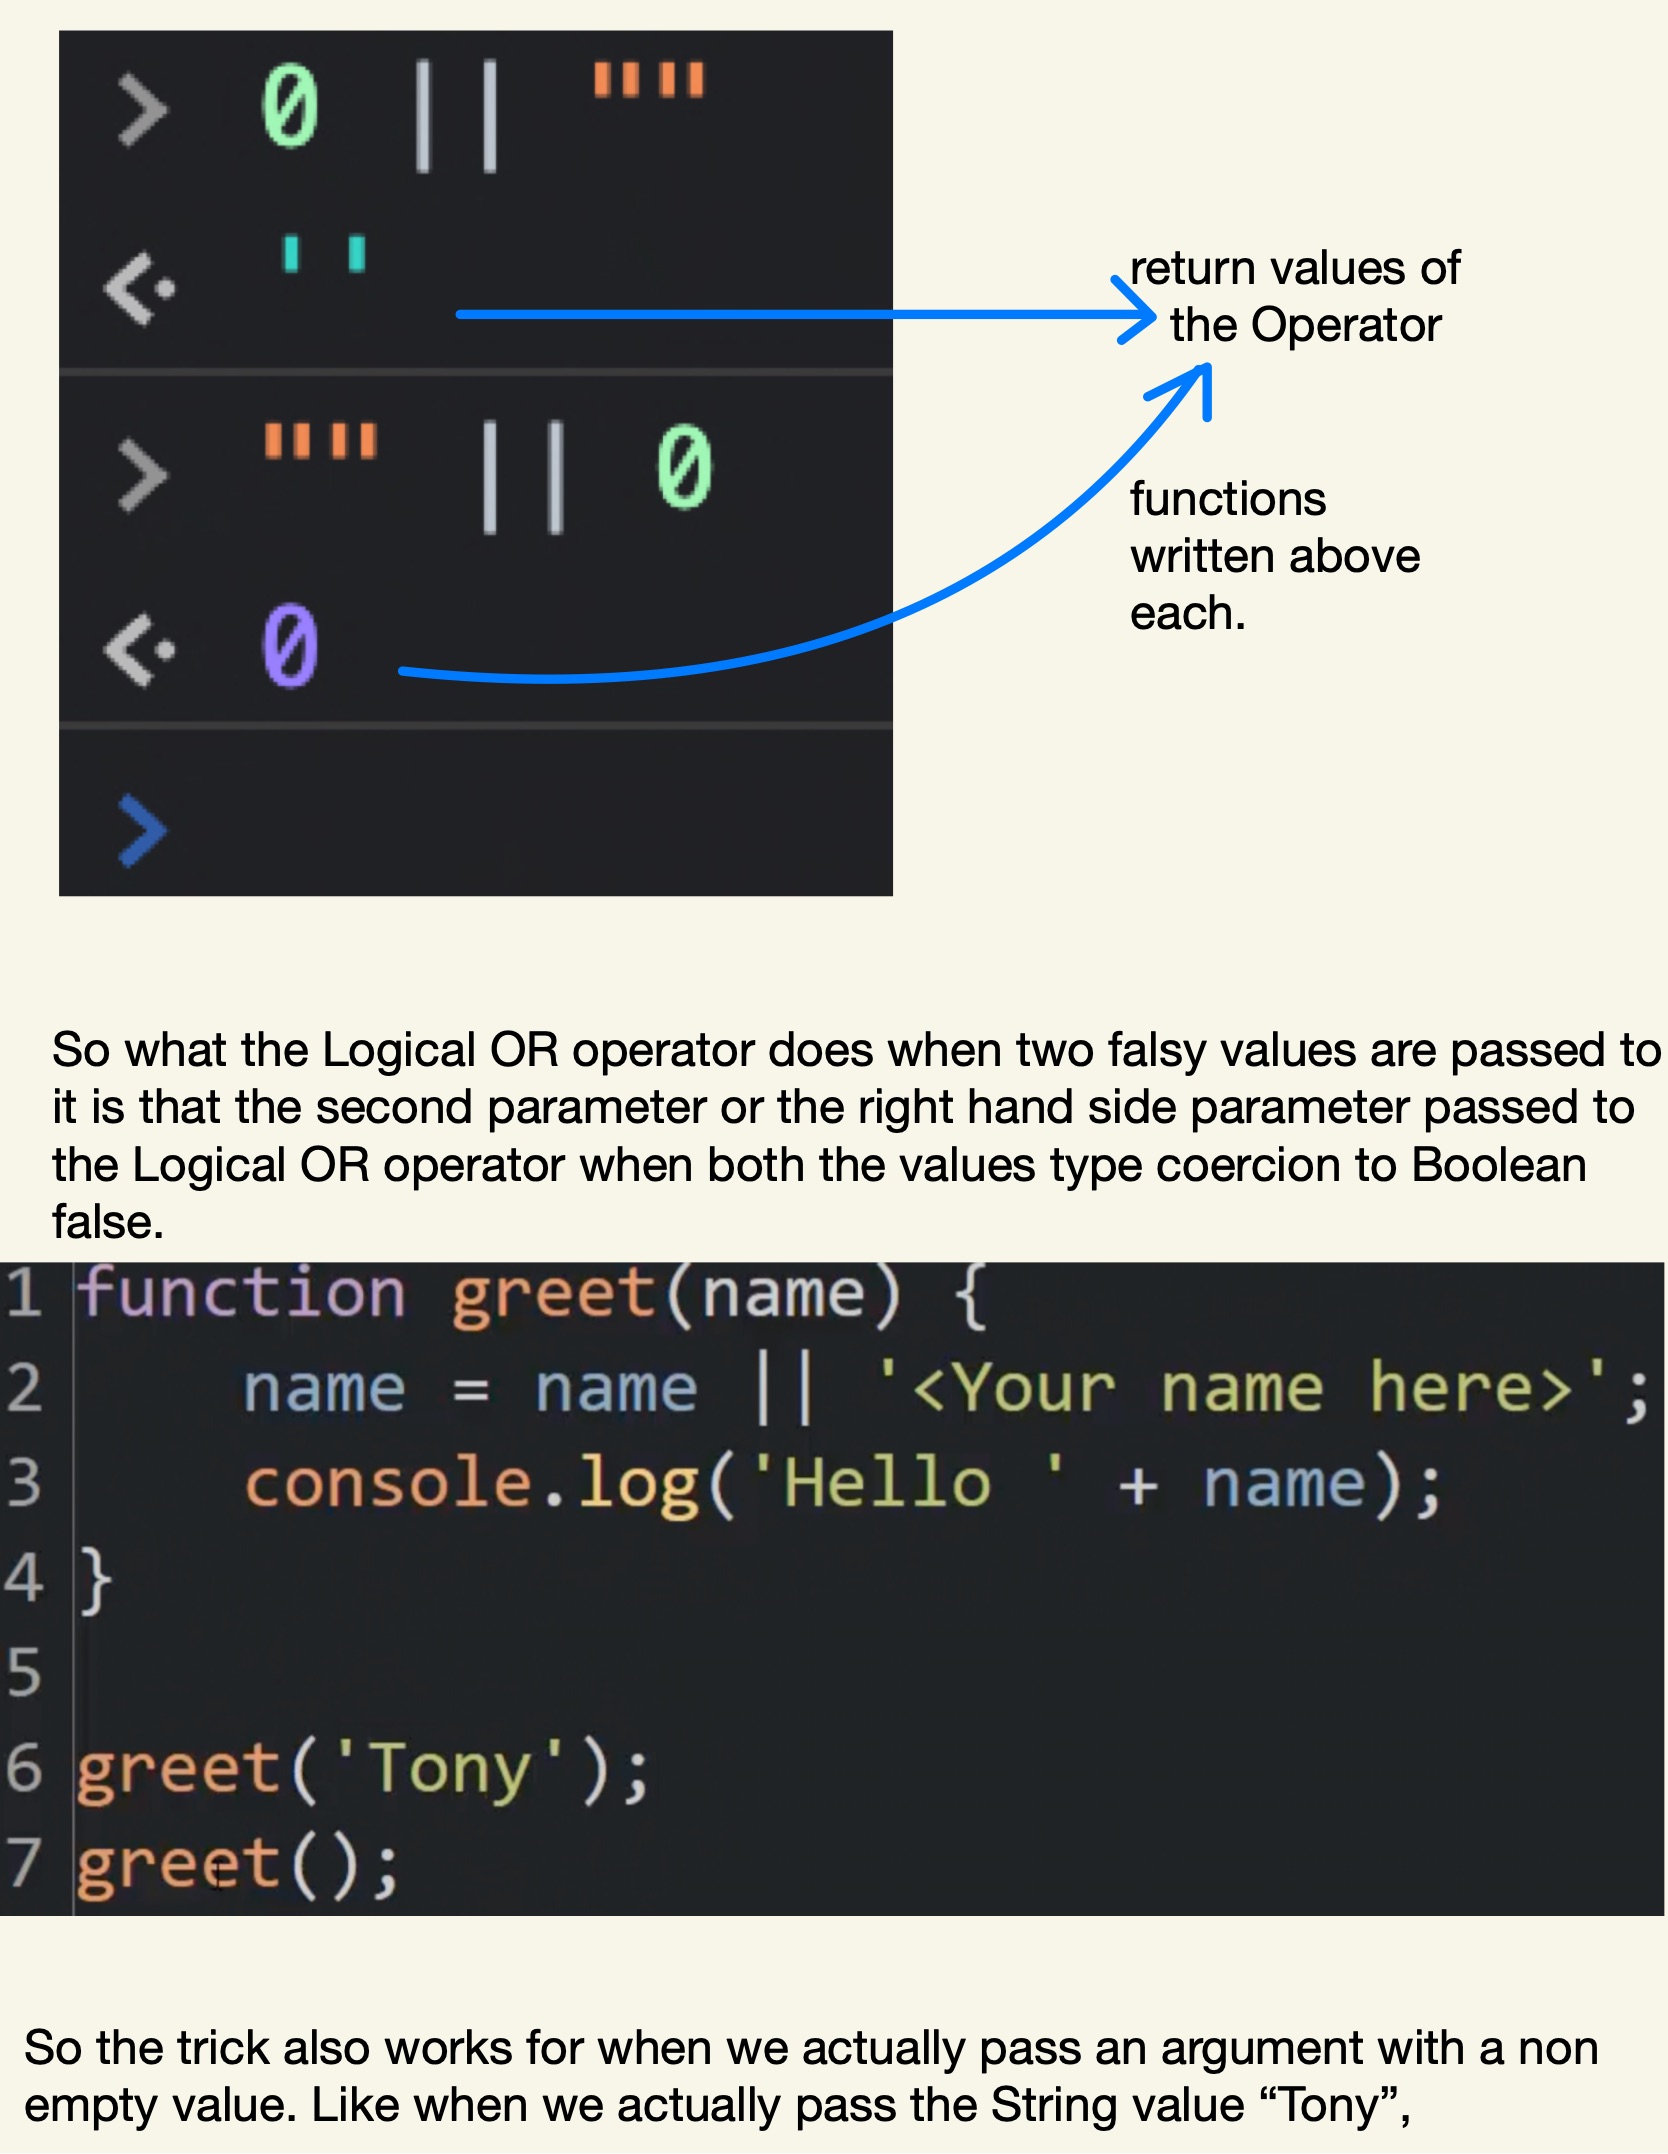 > 0 || ""
<· ''
return values of
the Operator
> "" || 0
functions
written above
each.
<· 0
>
So what the Logical OR operator does when two falsy values are passed to
it is that the second parameter or the right hand side parameter passed to
the Logical OR operator when both the values type coercion to Boolean
false.
1 function greet(name) {
2     name = name || '<Your name here>';
3     console.log('Hello ' + name);
4 }
5
6 greet('Tony');
7 greet();
So the trick also works for when we actually pass an argument with a non
empty value. Like when we actually pass the String value “Tony”,